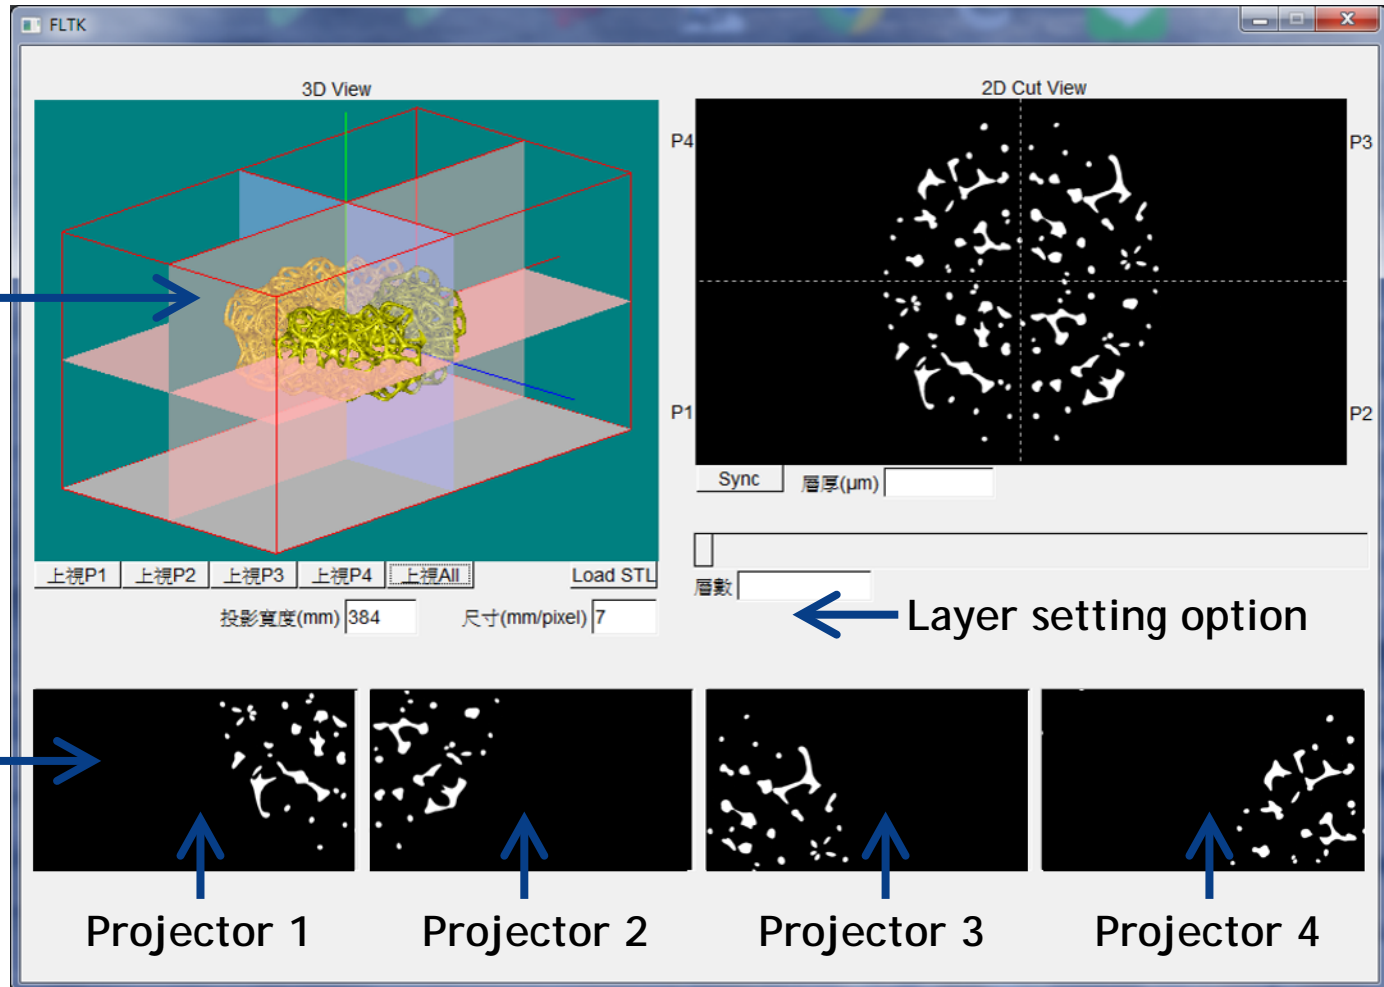 FLTK
3D View
2D Cut View
P4
P3
P1
P2
Sync
層厚(μm)
上視P1
上視P2
上視P3
上視P4
上視All
Load STL
層數
投影寬度(mm) 384
尺寸(mm/pixel) 7
Layer setting option
Projector 1
Projector 2
Projector 3
Projector 4